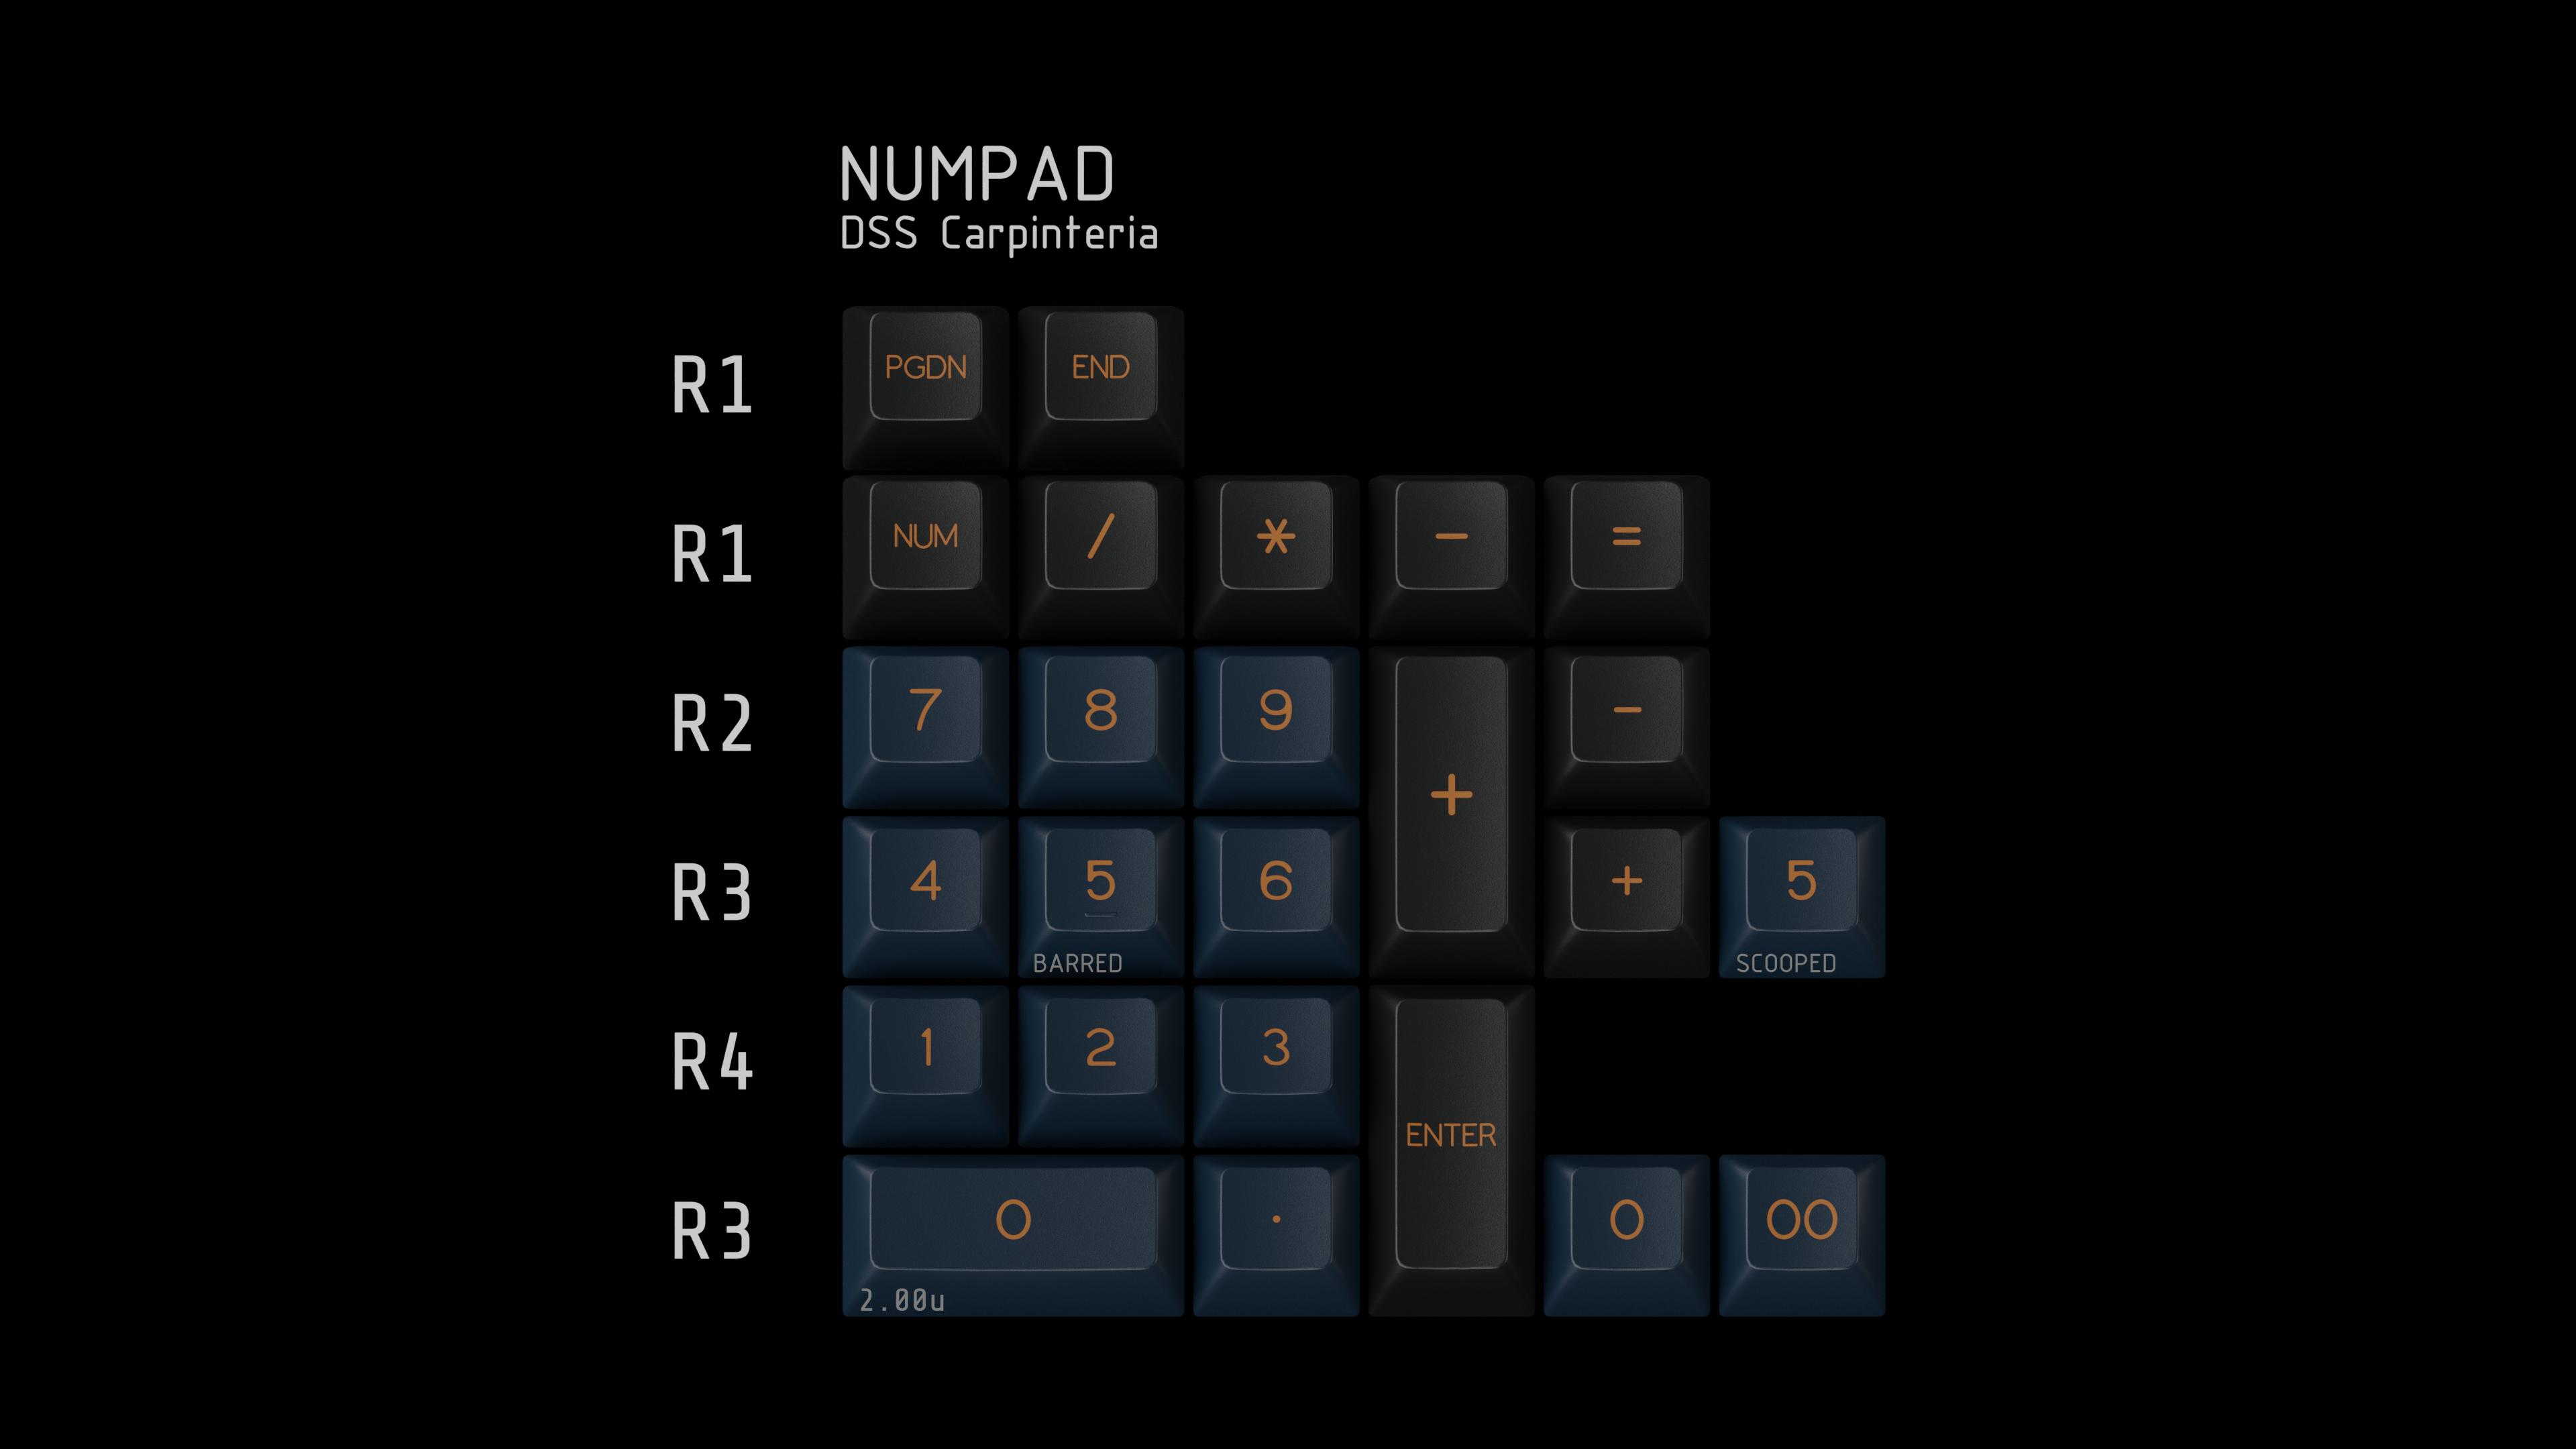 NUMPAD
DSS Carpinteria
R1 PGDN END
R1 NUM / * - =
R2 7 8 9 + -
R3 4 5 6 + 5
BARRED SCOOPED
R4 1 2 3 ENTER
R3 0 . 0 00
2.00u